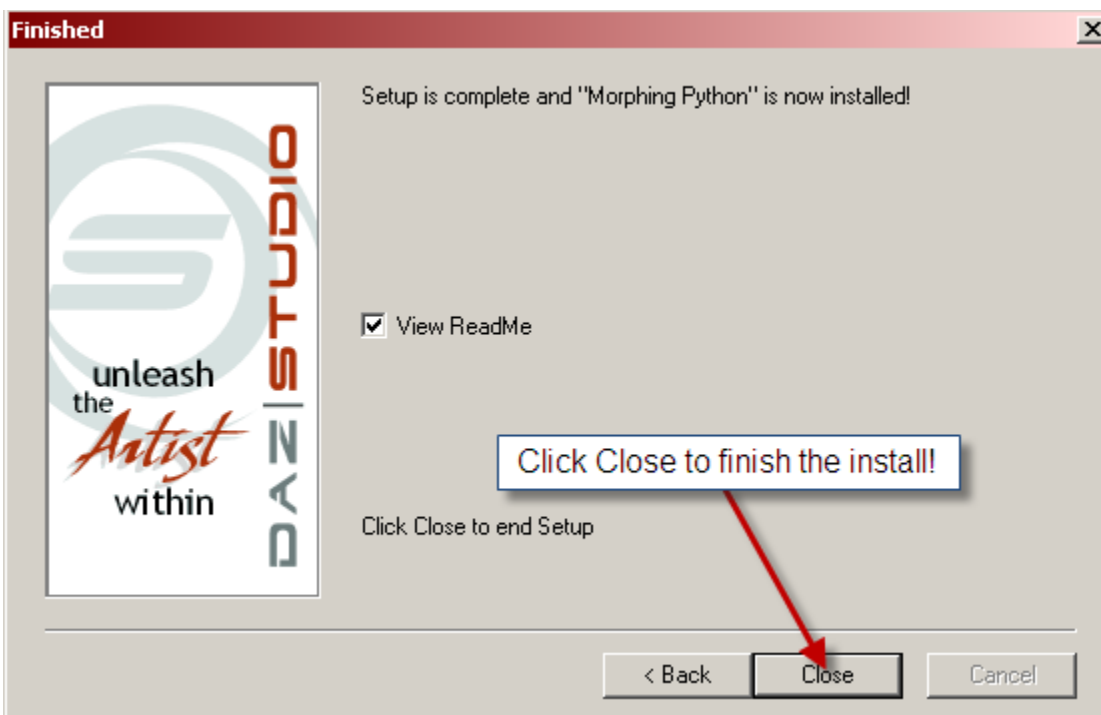 Finished
Setup is complete and "Morphing Python" is now installed!
unleash
the
Artist
within
DAZ|STUDIO
View ReadMe
Click Close to finish the install!
Click Close to end Setup
< Back
Close
Cancel